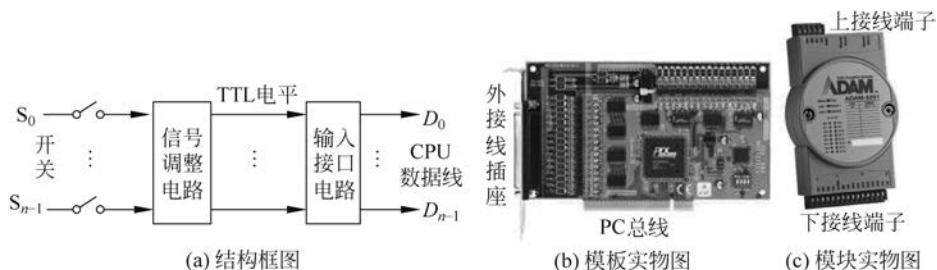 TTL电平
S0
开
关
⋮
Sn-1
信号
调整
电路
⋮
输入
接口
电路
⋮
D0
CPU
数据线
Dn-1
(a) 结构框图
外接线插座
PC总线
(b) 模板实物图
上接线端子
ADAM
下接线端子
(c) 模块实物图